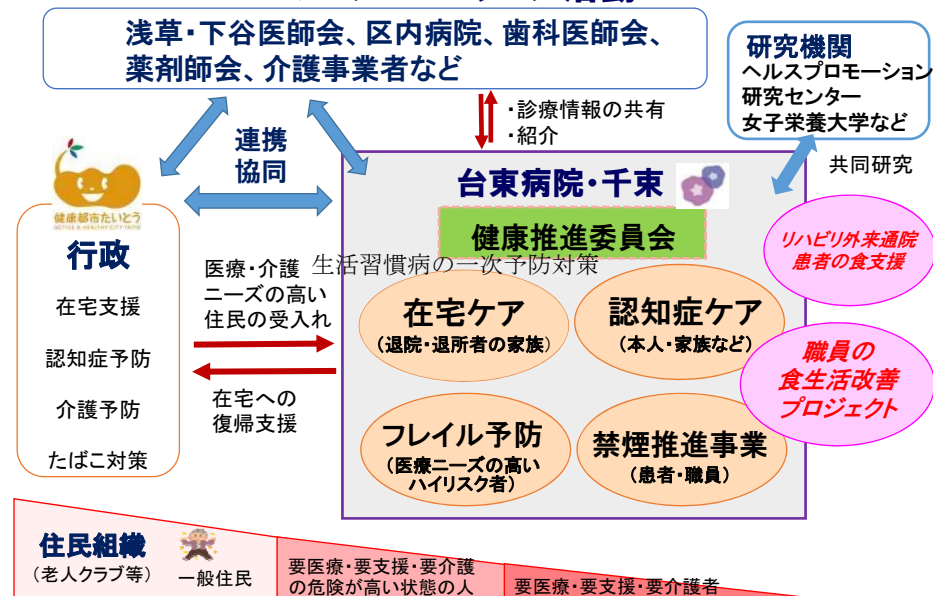 浅草・下谷医師会、区内病院、歯科医師会、
薬剤師会、介護事業者など
研究機関
ヘルスプロモーション
研究センター
女子栄養大学など
・診療情報の共有
・紹介
連携
協同
共同研究
健康都市たいとう
ACTIVE & HEALTHY CITY TAITO
行政
在宅支援
認知症予防
介護予防
たばこ対策
医療・介護
ニーズの高い
住民の受入れ
在宅への
復帰支援
台東病院・千束
健康推進委員会
生活習慣病の一次予防対策
在宅ケア
(退院・退所者の家族)
認知症ケア
(本人・家族など)
フレイル予防
(医療ニーズの高い
ハイリスク者)
禁煙推進事業
(患者・職員)
リハビリ外来通院
患者の食支援
職員の
食生活改善
プロジェクト
住民組織
(老人クラブ等)
一般住民
要医療・要支援・要介護
の危険が高い状態の人
要医療・要支援・要介護者